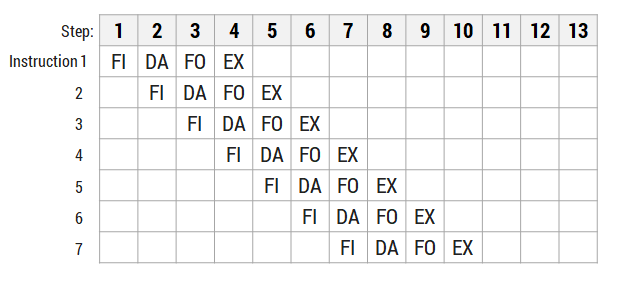 Step: 1 2 3 4 5 6 7 8 9 10 11 12 13
Instruction 1 FI DA FO EX
2 FI DA FO EX
3 FI DA FO EX
4 FI DA FO EX
5 FI DA FO EX
6 FI DA FO EX
7 FI DA FO EX